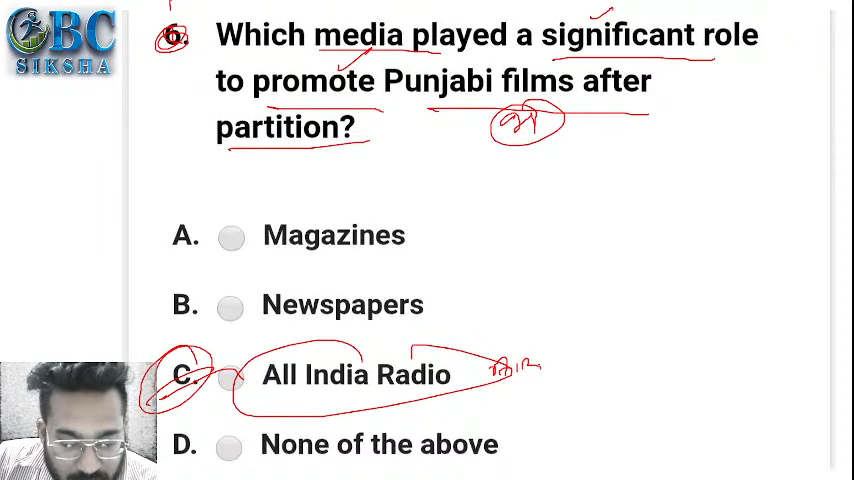 OBC
SIKSHA
6. Which media played a significant role
to promote Punjabi films after
partition?
A. Magazines
B. Newspapers
C. All India Radio
D. None of the above